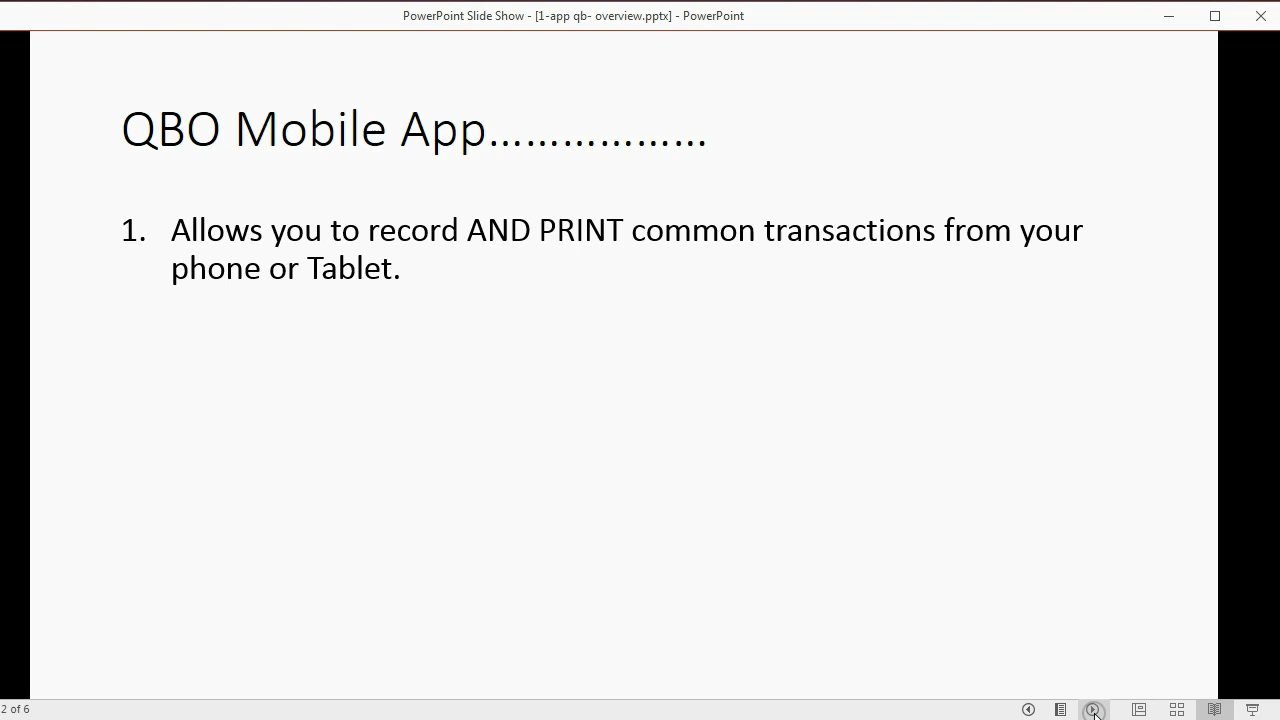 PowerPoint Slide Show - [1-app qb- overview.pptx] - PowerPoint
QBO Mobile App………………
1. Allows you to record AND PRINT common transactions from your
phone or Tablet.
2 of 6